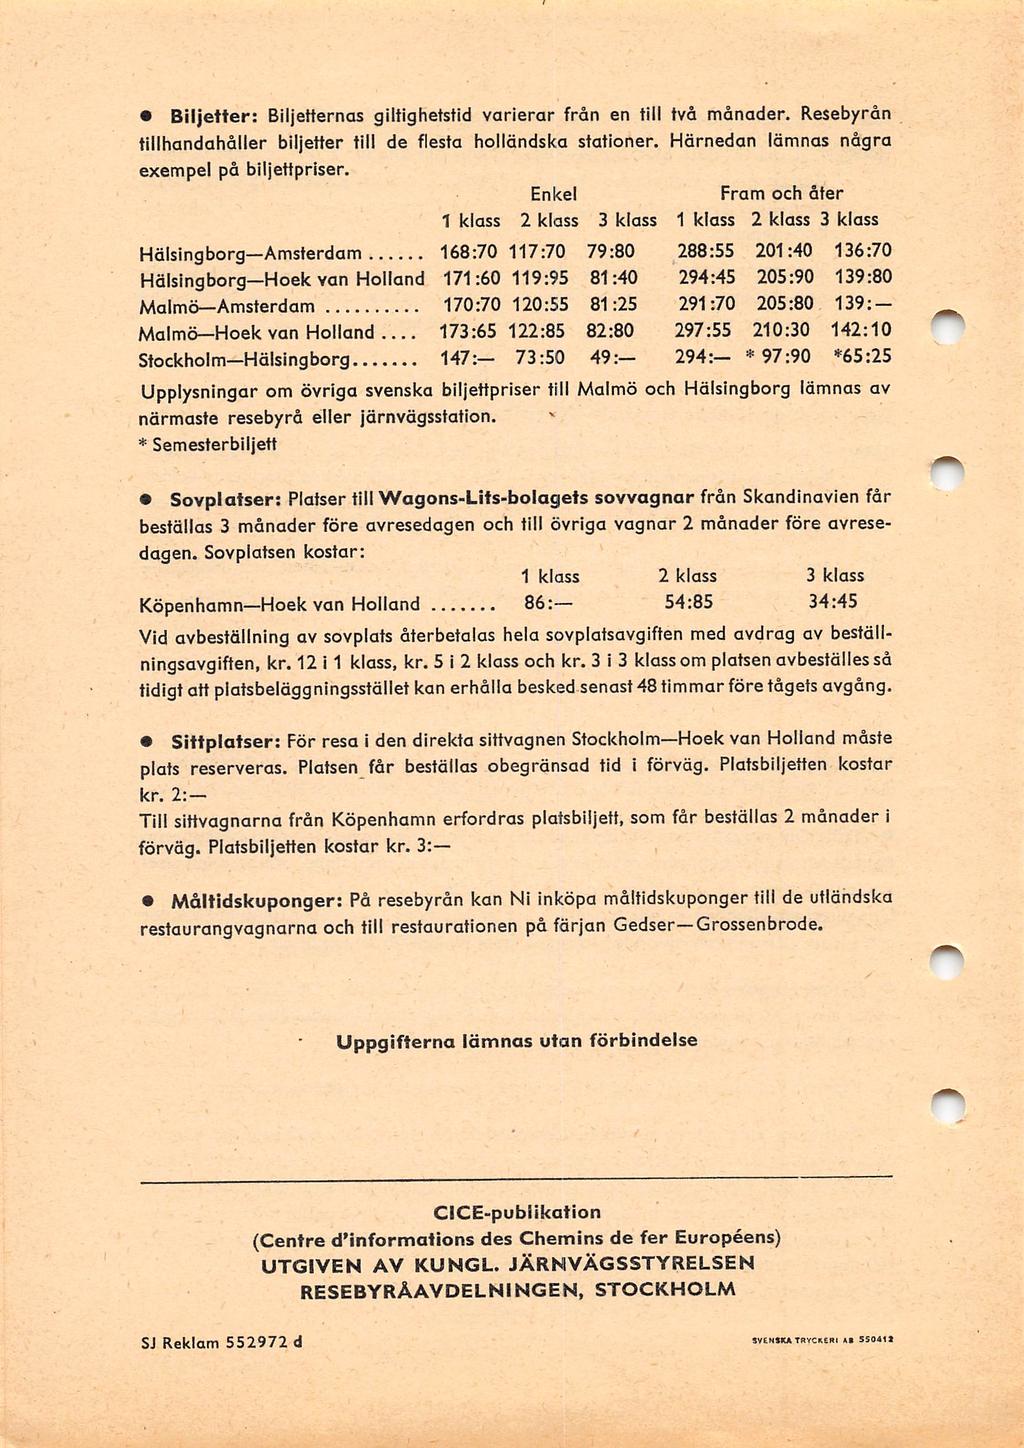 • Biljetter: Biljetternas giltighetstid varierar från en till två månader. Resebyrån
tillhandahåller biljetter till de flesta holländska stationer. Härnedan lämnas några
exempel på biljettpriser.
Enkel Fram och åter
1 klass 2 klass 3 klass 1 klass 2 klass 3 klass
Hälsingborg—Amsterdam ...... 168:70 117:70 79:80 288:55 201:40 136:70
Hälsingborg—Hoek van Holland 171:60 119:95 81:40 294:45 205:90 139:80
Malmö—Amsterdam .......... 170:70 120:55 81:25 291:70 205:80 139:—
Malmö—Hoek van Holland .... 173:65 122:85 82:80 297:55 210:30 142:10
Stockholm—Hälsingborg....... 147:— 73:50 49:— 294:— * 97:90 *65:25
Upplysningar om övriga svenska biljettpriser till Malmö och Hälsingborg lämnas av
närmaste resebyrå eller järnvägsstation.
* Semesterbiljett
• Sovplatser: Platser till Wagons-Lits-bolagets sovvagnar från Skandinavien får
beställas 3 månader före avresedagen och till övriga vagnar 2 månader före avrese-
dagen. Sovplatsen kostar:
1 klass 2 klass 3 klass
Köpenhamn—Hoek van Holland ....... 86:— 54:85 34:45
Vid avbeställning av sovplats återbetalas hela sovplatsavgiften med avdrag av beställ-
ningsavgiften, kr. 12 i 1 klass, kr. 5 i 2 klass och kr. 3 i 3 klass om platsen avbeställes så
tidigt att platsbeläggningsstället kan erhålla besked senast 48 timmar före tågets avgång.
• Sittplatser: För resa i den direkta sittvagnen Stockholm—Hoek van Holland måste
plats reserveras. Platsen får beställas obegränsad tid i förväg. Platsbiljetten kostar
kr. 2:—
Till sittvagnarna från Köpenhamn erfordras platsbiljett, som får beställas 2 månader i
förväg. Platsbiljetten kostar kr. 3:—
• Måltidskuponger: På resebyrån kan Ni inköpa måltidskuponger till de utländska
restaurangvagnarna och till restaurationen på färjan Gedser—Grossenbrode.
Uppgifterna lämnas utan förbindelse
CICE-publikation
(Centre d'informations des Chemins de fer Européens)
UTGIVEN AV KUNGL. JÄRNVÄGSSTYRELSEN
RESEBYRÅAVDELNINGEN, STOCKHOLM
SJ Reklam 552972 d
SVENSKA TRYCKERI AB 550412